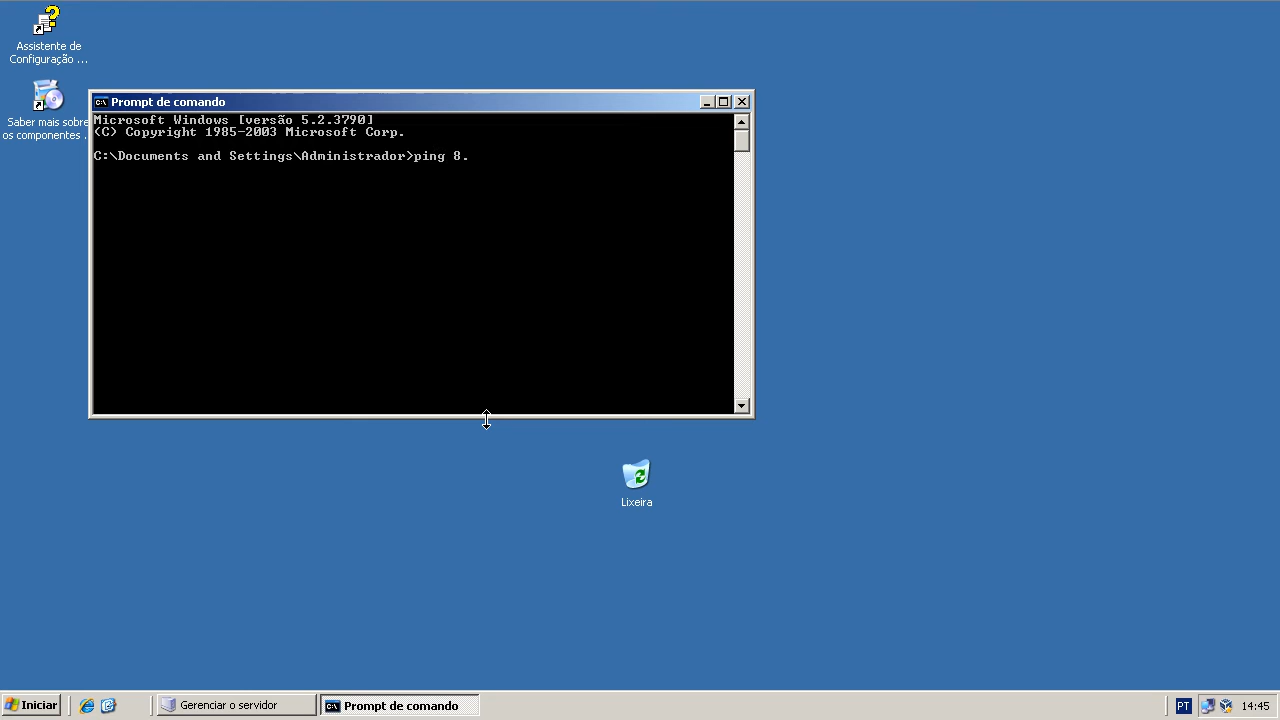 Assistente de
Configuração ...
Saber mais sobre
os componentes .
Prompt de comando
Microsoft Windows [versão 5.2.3790]
(C) Copyright 1985-2003 Microsoft Corp.
C:\Documents and Settings\Administrador>ping 8.
Lixeira
Iniciar
Gerenciar o servidor
Prompt de comando
PT
14:45